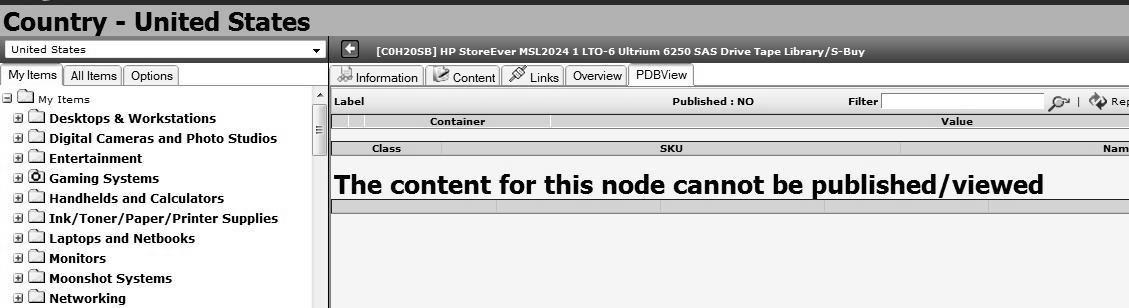 Country - United States
United States
[C0H20SB] HP StoreEver MSL2024 1 LTO-6 Ultrium 6250 SAS Drive Tape Library/S-Buy
My Items All Items Options
Information Content Links Overview PDBView
My Items
Label Published : NO Filter | Rep
Desktops & Workstations
Container Value
Digital Cameras and Photo Studios
Class SKU Nam
Entertainment
Gaming Systems
The content for this node cannot be published/viewed
Handhelds and Calculators
Ink/Toner/Paper/Printer Supplies
Laptops and Netbooks
Monitors
Moonshot Systems
Networking